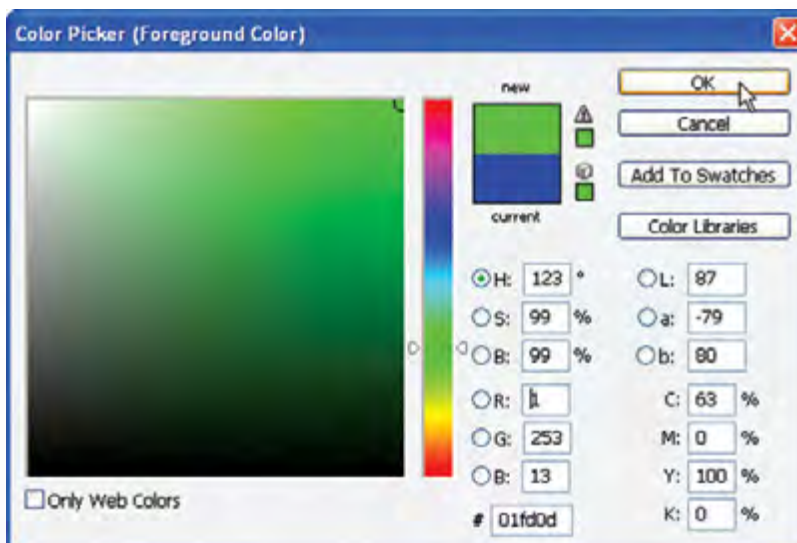 Color Picker (Foreground Color)
new
current
OK
Cancel
Add To Swatches
Color Libraries
H: 123 °
S: 99 %
B: 99 %
R: 1
G: 253
B: 13
# 01fd0d
L: 87
a: -79
b: 80
C: 63 %
M: 0 %
Y: 100 %
K: 0 %
Only Web Colors